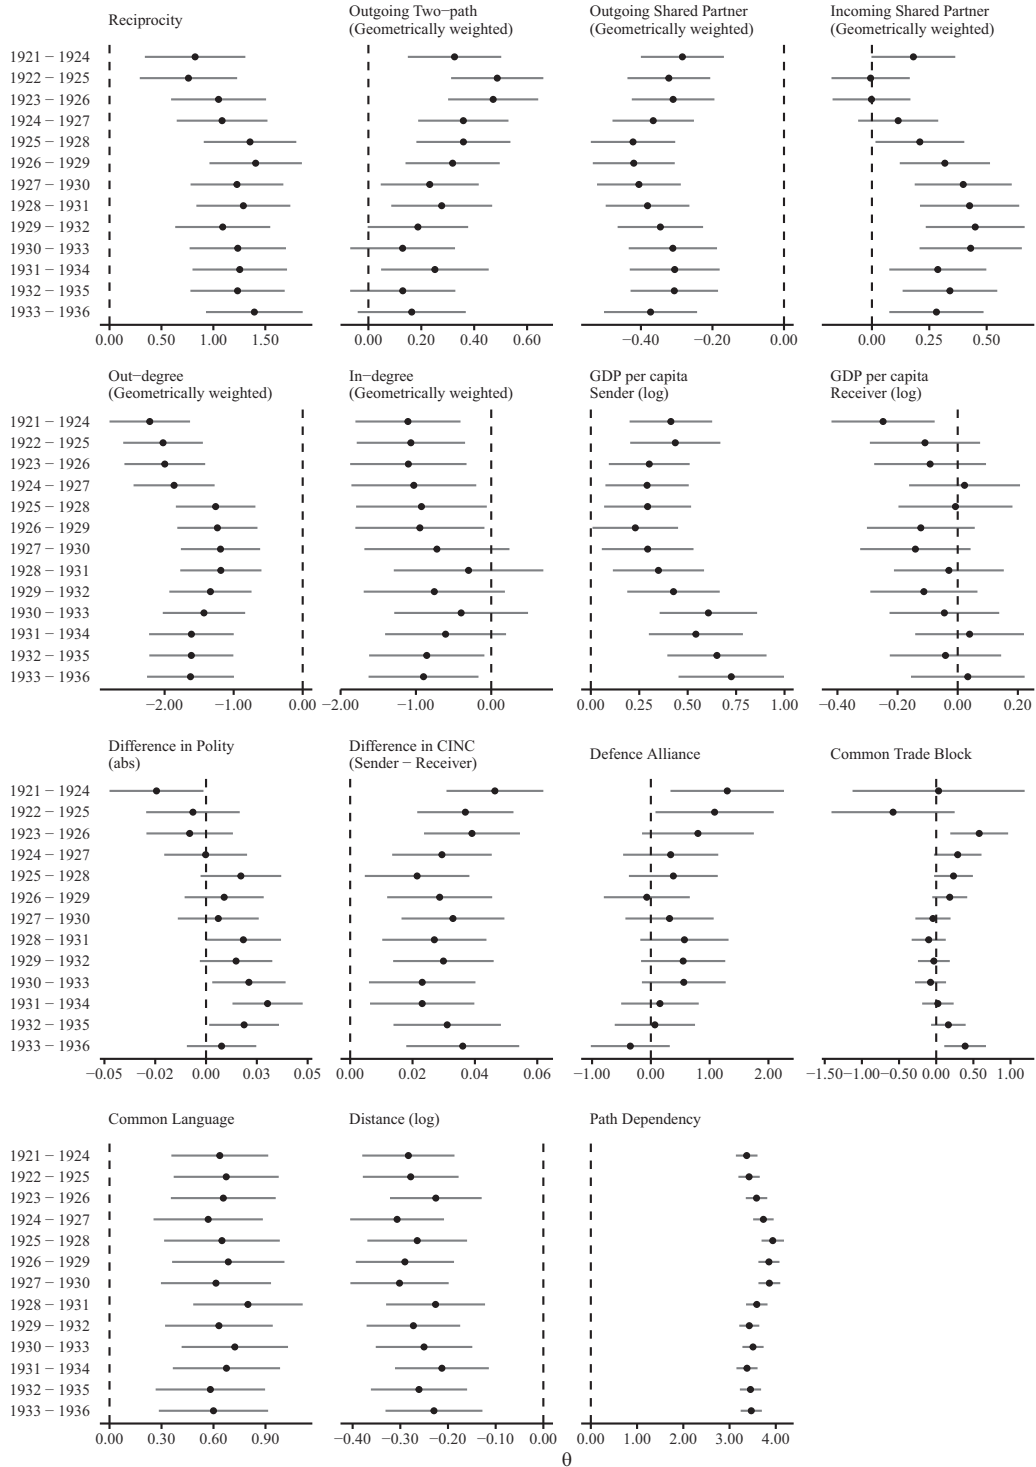 Reciprocity
Outgoing Two−path
(Geometrically weighted)
Outgoing Shared Partner
(Geometrically weighted)
Incoming Shared Partner
(Geometrically weighted)
1921 − 1924
1922 − 1925
1923 − 1926
1924 − 1927
1925 − 1928
1926 − 1929
1927 − 1930
1928 − 1931
1929 − 1932
1930 − 1933
1931 − 1934
1932 − 1935
1933 − 1936
0.00 0.50 1.00 1.50
0.00 0.20 0.40 0.60
−0.40 −0.20 0.00
0.00 0.25 0.50
Out−degree
(Geometrically weighted)
In−degree
(Geometrically weighted)
GDP per capita
Sender (log)
GDP per capita
Receiver (log)
1921 − 1924
1922 − 1925
1923 − 1926
1924 − 1927
1925 − 1928
1926 − 1929
1927 − 1930
1928 − 1931
1929 − 1932
1930 − 1933
1931 − 1934
1932 − 1935
1933 − 1936
−2.00 −1.00 0.00
−2.00 −1.00 0.00
0.00 0.25 0.50 0.75 1.00
−0.40 −0.20 0.00 0.20
Difference in Polity
(abs)
Difference in CINC
(Sender − Receiver)
Defence Alliance
Common Trade Block
1921 − 1924
1922 − 1925
1923 − 1926
1924 − 1927
1925 − 1928
1926 − 1929
1927 − 1930
1928 − 1931
1929 − 1932
1930 − 1933
1931 − 1934
1932 − 1935
1933 − 1936
−0.05 −0.02 0.00 0.03 0.05
0.00 0.02 0.04 0.06
−1.00 0.00 1.00 2.00
−1.50 −1.00 −0.50 0.00 0.50 1.00
Common Language
Distance (log)
Path Dependency
1921 − 1924
1922 − 1925
1923 − 1926
1924 − 1927
1925 − 1928
1926 − 1929
1927 − 1930
1928 − 1931
1929 − 1932
1930 − 1933
1931 − 1934
1932 − 1935
1933 − 1936
0.00 0.30 0.60 0.90
−0.40 −0.30 −0.20 −0.10 0.00
0.00 1.00 2.00 3.00 4.00
θ